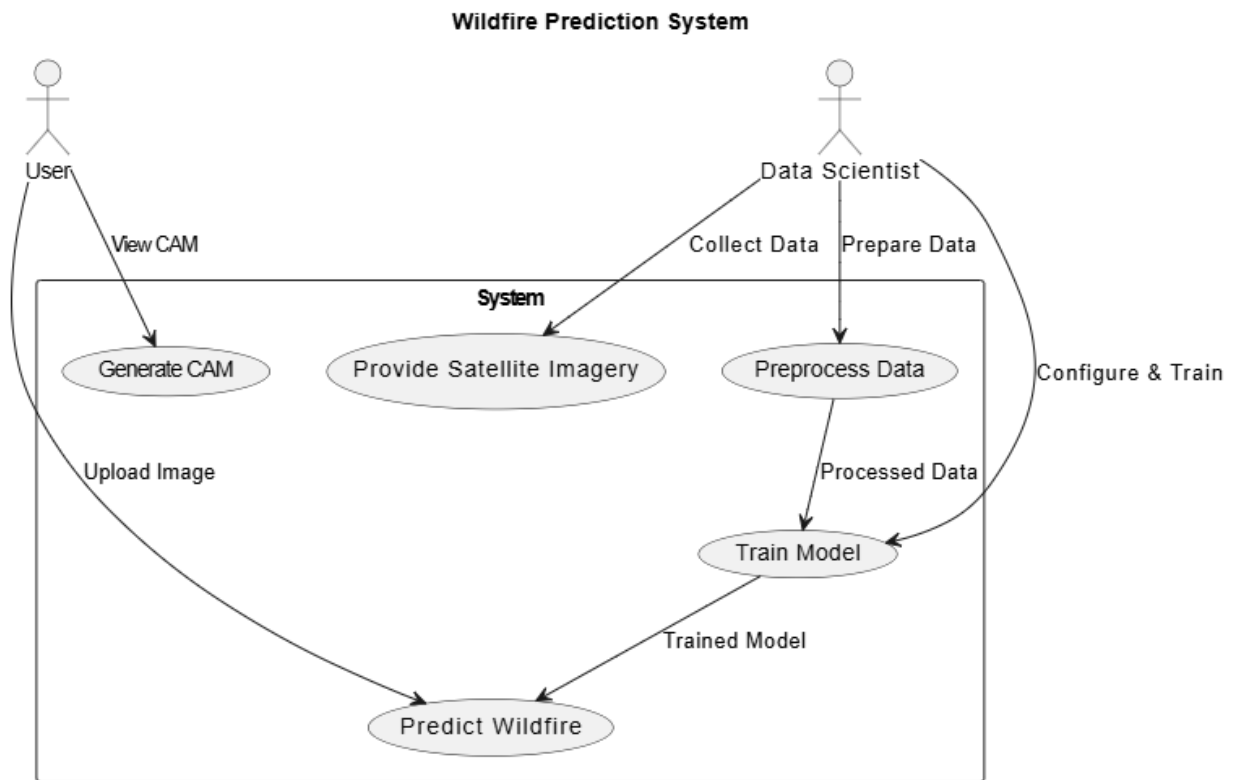 Wildfire Prediction System
User
Data Scientist
View CAM
Collect Data
Prepare Data
System
Generate CAM
Provide Satellite Imagery
Preprocess Data
Configure & Train
Upload Image
Processed Data
Train Model
Trained Model
Predict Wildfire